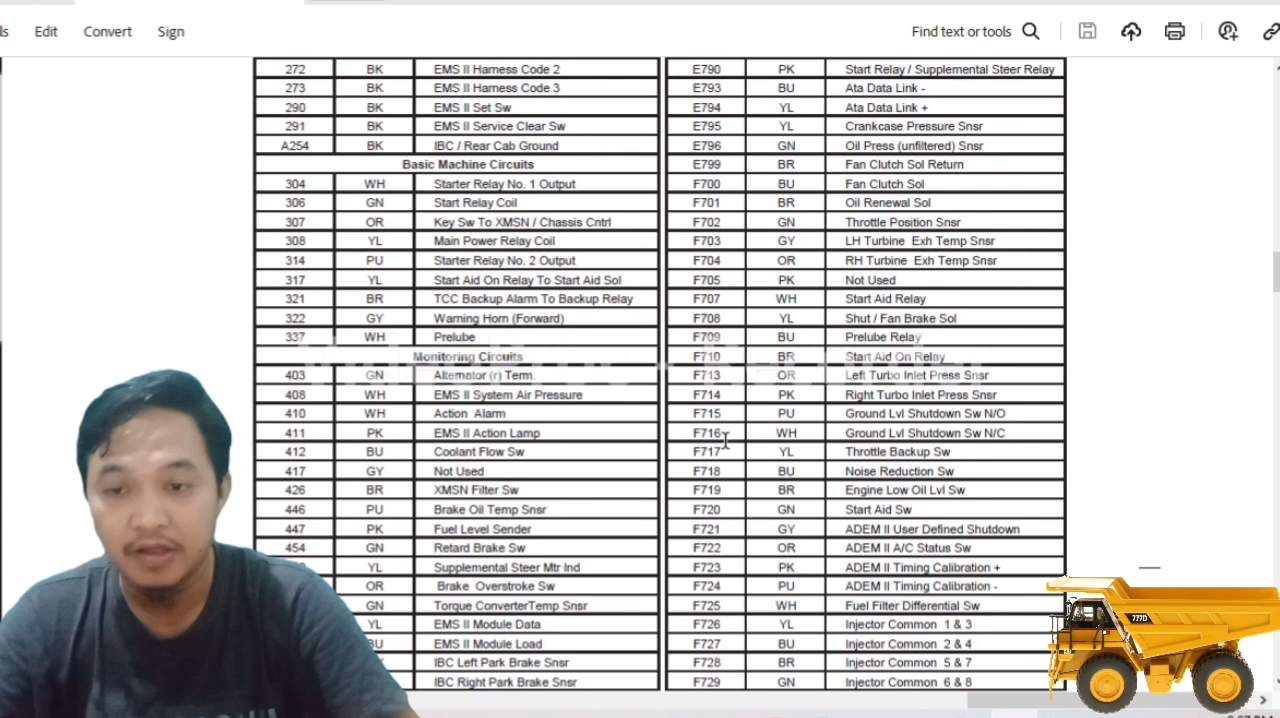 ls Edit Convert Sign Find text or tools
272 BK EMS II Harness Code 2
273 BK EMS II Harness Code 3
290 BK EMS II Set Sw
291 BK EMS II Service Clear Sw
A254 BK IBC / Rear Cab Ground
Basic Machine Circuits
304 WH Starter Relay No. 1 Output
306 GN Start Relay Coil
307 OR Key Sw To XMSN / Chassis Cntrl
308 YL Main Power Relay Coil
314 PU Starter Relay No. 2 Output
317 YL Start Aid On Relay To Start Aid Sol
321 BR TCC Backup Alarm To Backup Relay
322 GY Warning Horn (Forward)
337 WH Prelube
Monitoring Circuits
403 GN Alternator (r) Term.
408 WH EMS II System Air Pressure
410 WH Action Alarm
411 PK EMS II Action Lamp
412 BU Coolant Flow Sw
417 GY Not Used
426 BR XMSN Filter Sw
446 PU Brake Oil Temp Snsr
447 PK Fuel Level Sender
454 GN Retard Brake Sw
YL Supplemental Steer Mtr Ind
OR Brake Overstroke Sw
GN Torque ConverterTemp Snsr
YL EMS II Module Data
BU EMS II Module Load
IBC Left Park Brake Snsr
IBC Right Park Brake Snsr
E790 PK Start Relay / Supplemental Steer Relay
E793 BU Ata Data Link -
E794 YL Ata Data Link +
E795 YL Crankcase Pressure Snsr
E796 GN Oil Press (unfiltered) Snsr
E799 BR Fan Clutch Sol Return
F700 BU Fan Clutch Sol
F701 BR Oil Renewal Sol
F702 GN Throttle Position Snsr
F703 GY LH Turbine Exh Temp Snsr
F704 OR RH Turbine Exh Temp Snsr
F705 PK Not Used
F707 WH Start Aid Relay
F708 YL Shut / Fan Brake Sol
F709 BU Prelube Relay
F710 BR Start Aid On Relay
F713 OR Left Turbo Inlet Press Snsr
F714 PK Right Turbo Inlet Press Snsr
F715 PU Ground Lvl Shutdown Sw N/O
F716 WH Ground Lvl Shutdown Sw N/C
F717 YL Throttle Backup Sw
F718 BU Noise Reduction Sw
F719 BR Engine Low Oil Lvl Sw
F720 GN Start Aid Sw
F721 GY ADEM II User Defined Shutdown
F722 OR ADEM II A/C Status Sw
F723 PK ADEM II Timing Calibration +
F724 PU ADEM II Timing Calibration -
F725 WH Fuel Filter Differential Sw
F726 YL Injector Common 1 & 3
F727 BU Injector Common 2 & 4
F728 BR Injector Common 5 & 7
F729 GN Injector Common 6 & 8
777D